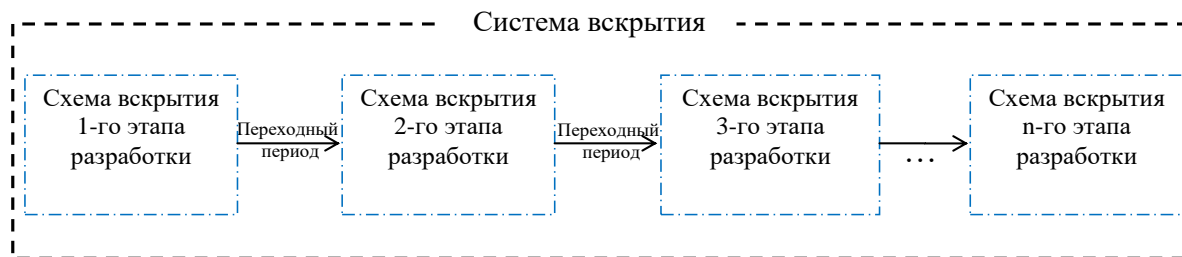 Система вскрытия
Схема вскрытия
1-го этапа
разработки
Переходный
период
Схема вскрытия
2-го этапа
разработки
Переходный
период
Схема вскрытия
3-го этапа
разработки
...
Схема вскрытия
n-го этапа
разработки